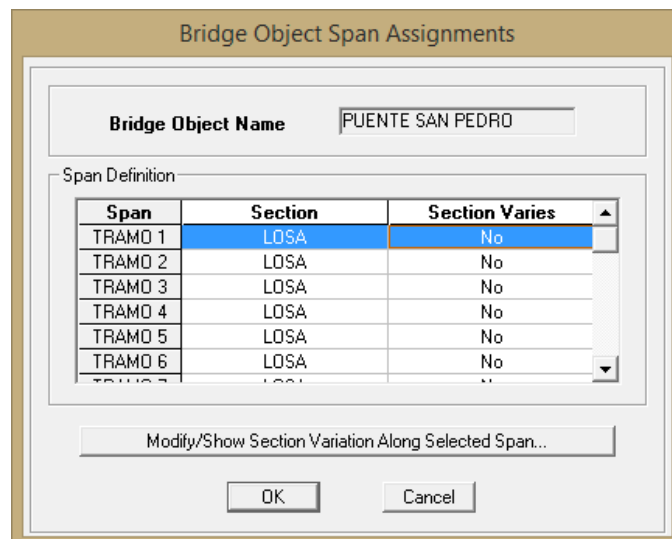 Bridge Object Span Assignments
Bridge Object Name PUENTE SAN PEDRO
Span Definition
Span Section Section Varies
TRAMO 1 LOSA No
TRAMO 2 LOSA No
TRAMO 3 LOSA No
TRAMO 4 LOSA No
TRAMO 5 LOSA No
TRAMO 6 LOSA No
Modify/Show Section Variation Along Selected Span...
OK Cancel